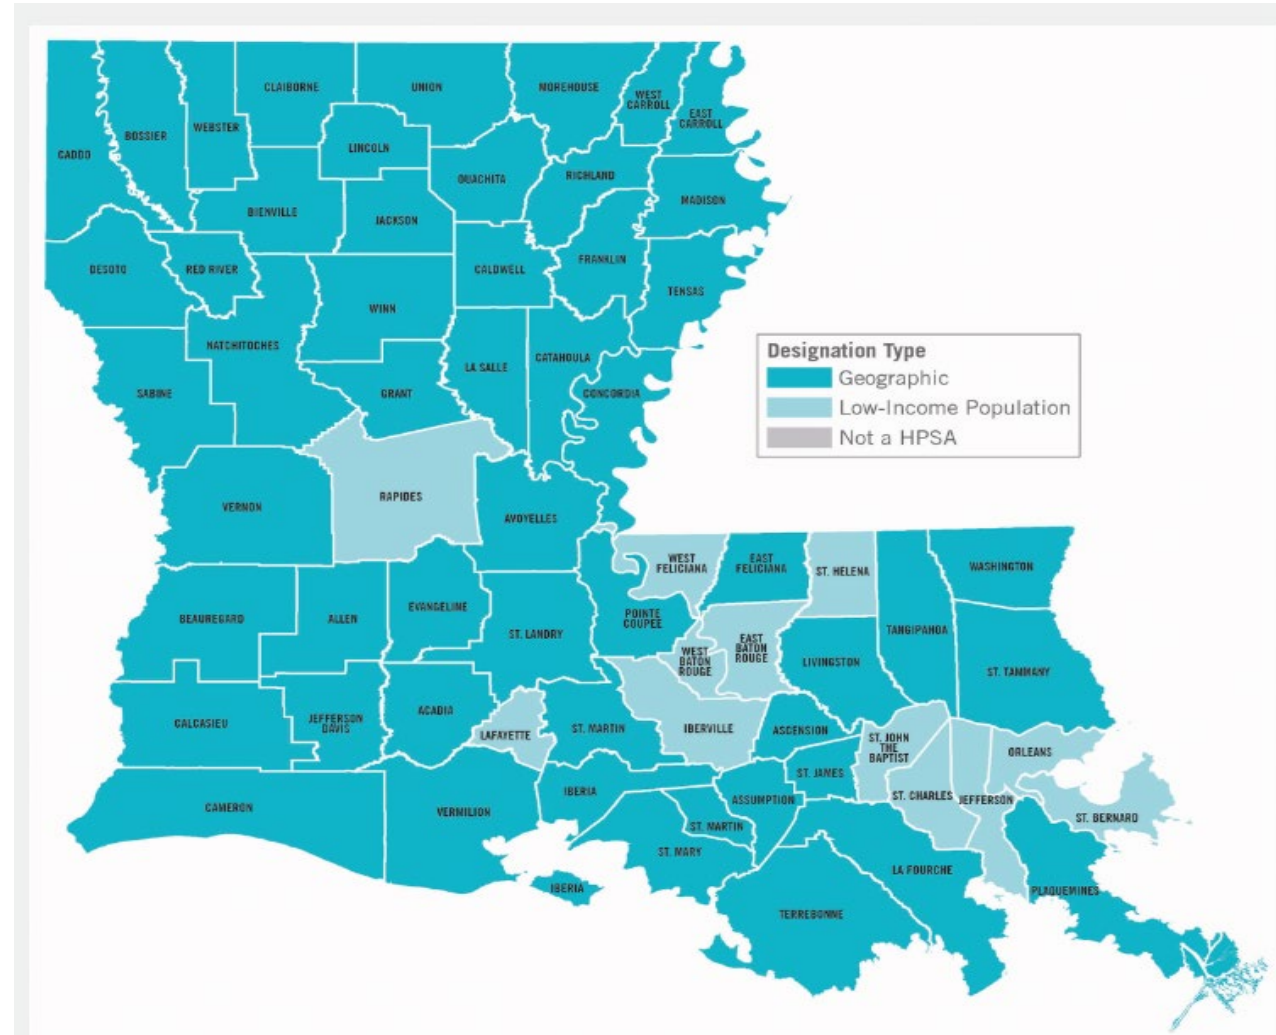 CLAIBORNE
UNION
MOREHOUSE
WEST
CARROLL
EAST
CARROLL
WEBSTER
BOSSIER
CADDO
LINCOLN
OUACHITA
RICHLAND
MADISON
BIENVILLE
JACKSON
DESOTO
RED RIVER
CALDWELL
FRANKLIN
TENSAS
WINN
NATCHITOCHES
LA SALLE
CATAHOULA
CONCORDIA
SABINE
GRANT
Designation Type
Geographic
Low-Income Population
Not a HPSA
VERNON
RAPIDES
AVOYELLES
WEST
FELICIANA
EAST
FELICIANA
ST. HELENA
WASHINGTON
BEAUREGARD
ALLEN
EVANGELINE
ST. LANDRY
POINTE
COUPEE
WEST
BATON
ROUGE
EAST
BATON
ROUGE
LIVINGSTON
TANGIPAHOA
ST. TAMMANY
CALCASIEU
JEFFERSON
DAVIS
ACADIA
LAFAYETTE
ST. MARTIN
IBERVILLE
ASCENSION
ST. JOHN
THE
BAPTIST
ORLEANS
CAMERON
VERMILION
IBERIA
ASSUMPTION
ST. JAMES
ST. CHARLES
JEFFERSON
ST. BERNARD
ST. MARTIN
ST. MARY
LA FOURCHE
IBERIA
TERREBONNE
PLAQUEMINES